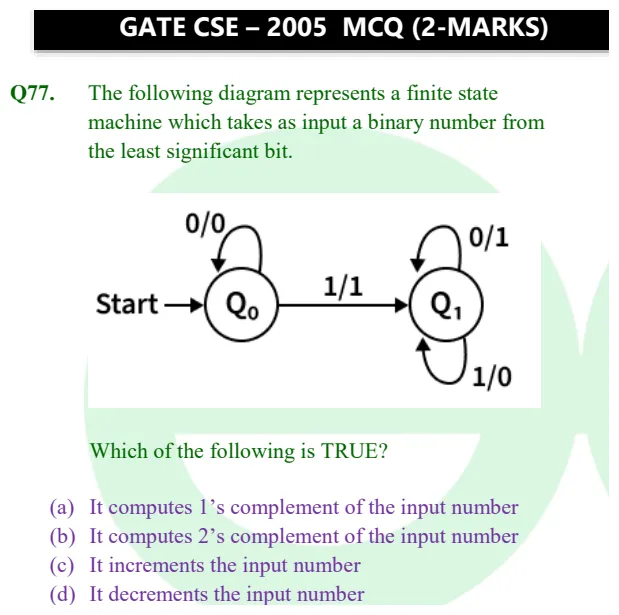 GATE CSE – 2005 MCQ (2-MARKS)
Q77. The following diagram represents a finite state
machine which takes as input a binary number from
the least significant bit.
0/0
0/1
1/1
Start
Q₀
Q₁
1/0
Which of the following is TRUE?
(a) It computes 1’s complement of the input number
(b) It computes 2’s complement of the input number
(c) It increments the input number
(d) It decrements the input number